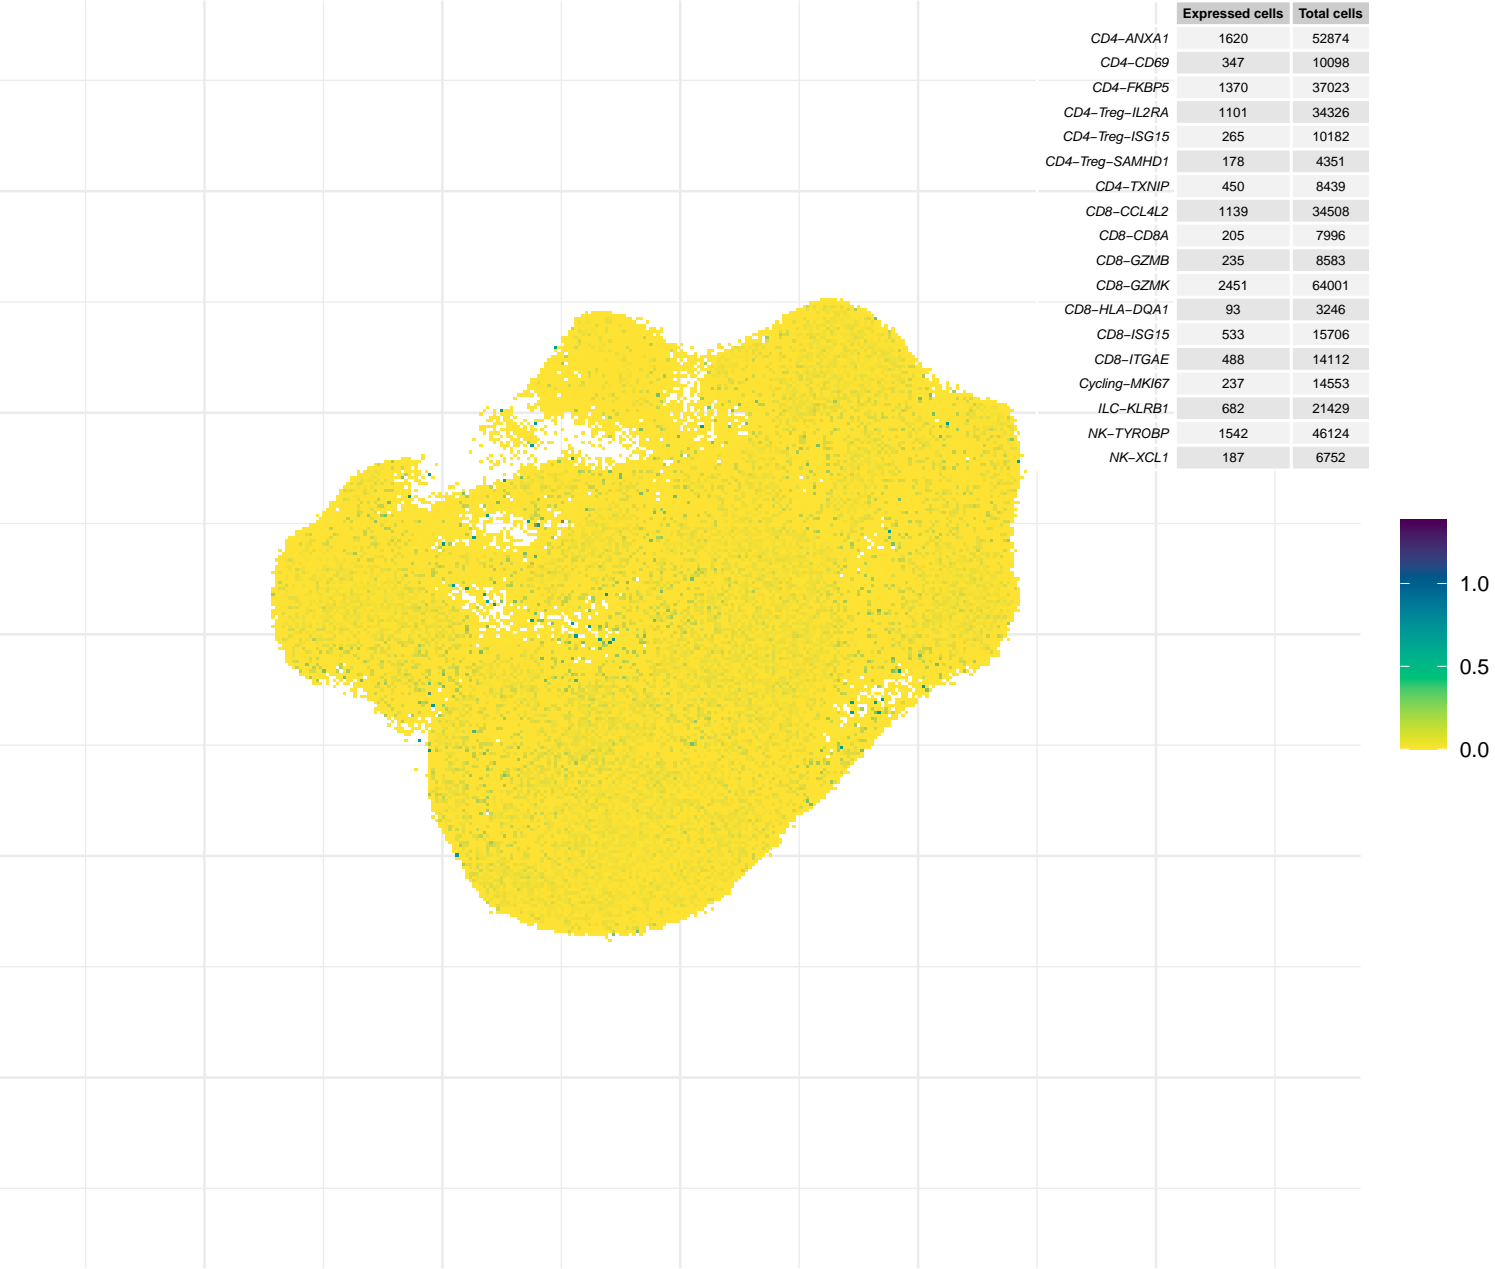 Expressed cells Total cells
CD4−ANXA1 1620 52874
CD4−CD69 347 10098
CD4−FKBP5 1370 37023
CD4−Treg−IL2RA 1101 34326
CD4−Treg−ISG15 265 10182
CD4−Treg−SAMHD1 178 4351
CD4−TXNIP 450 8439
CD8−CCL4L2 1139 34508
CD8−CD8A 205 7996
CD8−GZMB 235 8583
CD8−GZMK 2451 64001
CD8−HLA−DQA1 93 3246
CD8−ISG15 533 15706
CD8−ITGAE 488 14112
Cycling−MKI67 237 14553
ILC−KLRB1 682 21429
NK−TYROBP 1542 46124
NK−XCL1 187 6752
1.0
0.5
0.0